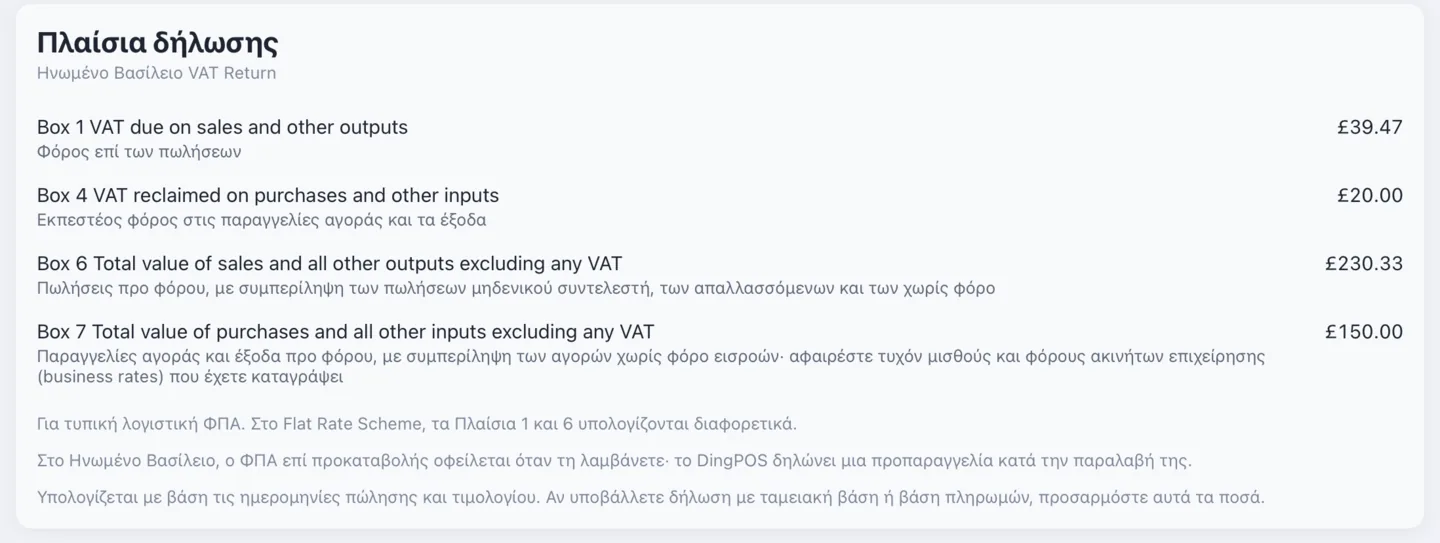 Πλαίσια δήλωσης
Ηνωμένο Βασίλειο VAT Return
Box 1 VAT due on sales and other outputs £39.47
Φόρος επί των πωλήσεων
Box 4 VAT reclaimed on purchases and other inputs £20.00
Εκπεστέος φόρος στις παραγγελίες αγοράς και τα έξοδα
Box 6 Total value of sales and all other outputs excluding any VAT £230.33
Πωλήσεις προ φόρου, με συμπερίληψη των πωλήσεων μηδενικού συντελεστή, των απαλλασσόμενων και των χωρίς φόρο
Box 7 Total value of purchases and all other inputs excluding any VAT £150.00
Παραγγελίες αγοράς και έξοδα προ φόρου, με συμπερίληψη των αγορών χωρίς φόρο εισροών· αφαιρέστε τυχόν μισθούς και φόρους ακινήτων επιχείρησης
(business rates) που έχετε καταγράψει
Για τυπική λογιστική ΦΠΑ. Στο Flat Rate Scheme, τα Πλαίσια 1 και 6 υπολογίζονται διαφορετικά.
Στο Ηνωμένο Βασίλειο, ο ΦΠΑ επί προκαταβολής οφείλεται όταν τη λαμβάνετε· το DingPOS δηλώνει μια προπαραγγελία κατά την παραλαβή της.
Υπολογίζεται με βάση τις ημερομηνίες πώλησης και τιμολογίου. Αν υποβάλλετε δήλωση με ταμειακή βάση ή βάση πληρωμών, προσαρμόστε αυτά τα ποσά.